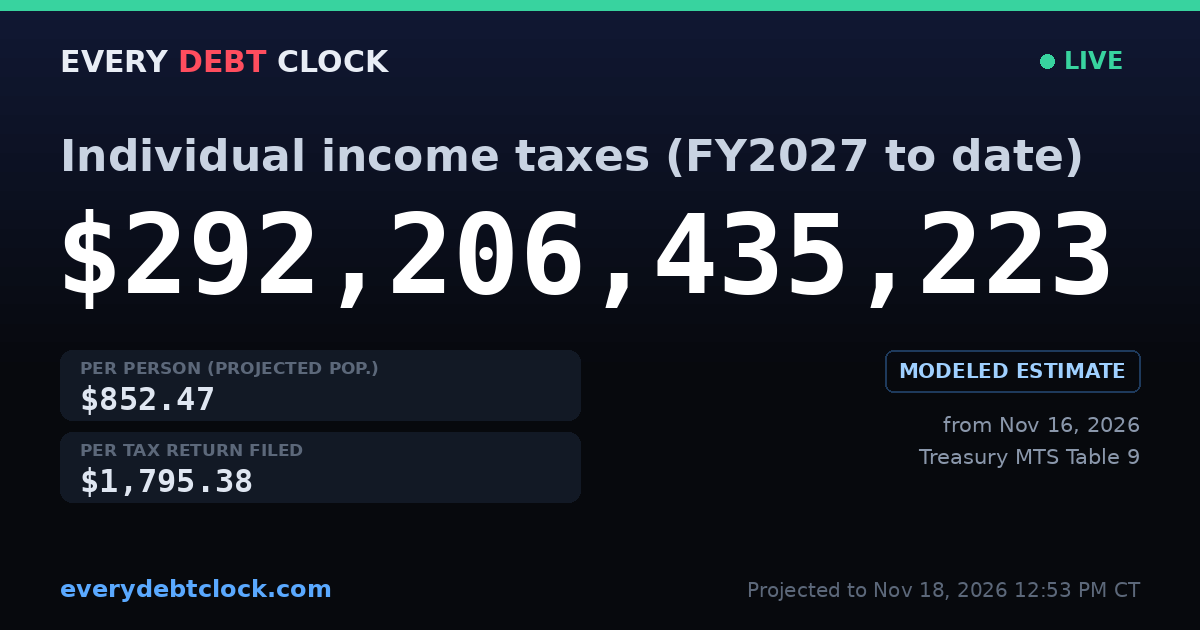 EVERY DEBT CLOCK
LIVE
Individual income taxes (FY2027 to date)
$292,206,435,223
PER PERSON (PROJECTED POP.)
$852.47
PER TAX RETURN FILED
$1,795.38
MODELED ESTIMATE
from Nov 16, 2026
Treasury MTS Table 9
everydebtclock.com
Projected to Nov 18, 2026 12:53 PM CT